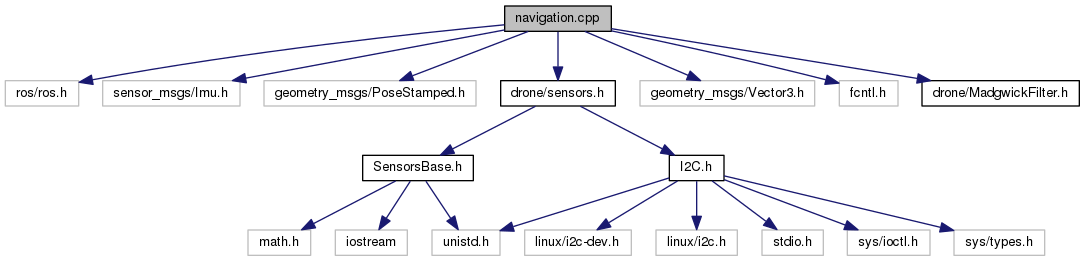 navigation.cpp
ros/ros.h
sensor_msgs/Imu.h
geometry_msgs/PoseStamped.h
drone/sensors.h
geometry_msgs/Vector3.h
fcntl.h
drone/MadgwickFilter.h
SensorsBase.h
I2C.h
math.h
iostream
unistd.h
linux/i2c-dev.h
linux/i2c.h
stdio.h
sys/ioctl.h
sys/types.h